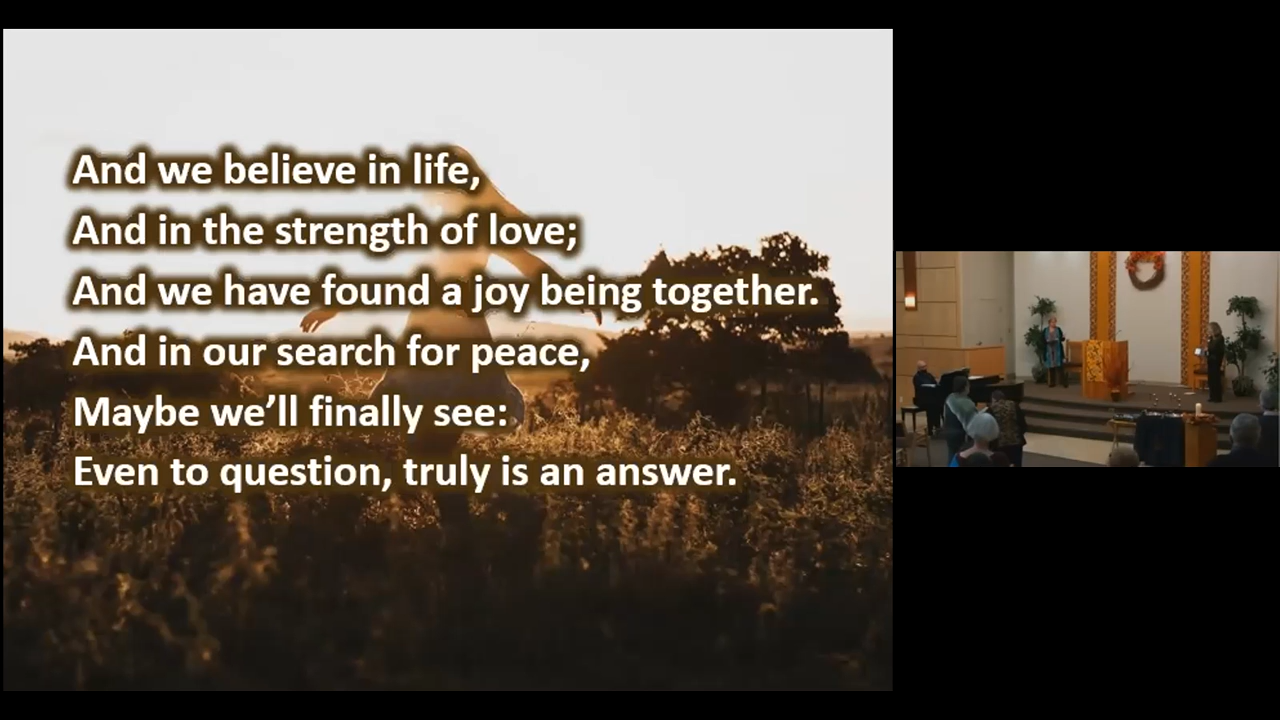 And we believe in life,
And in the strength of love;
And we have found a joy being together.
And in our search for peace,
Maybe we’ll finally see:
Even to question, truly is an answer.